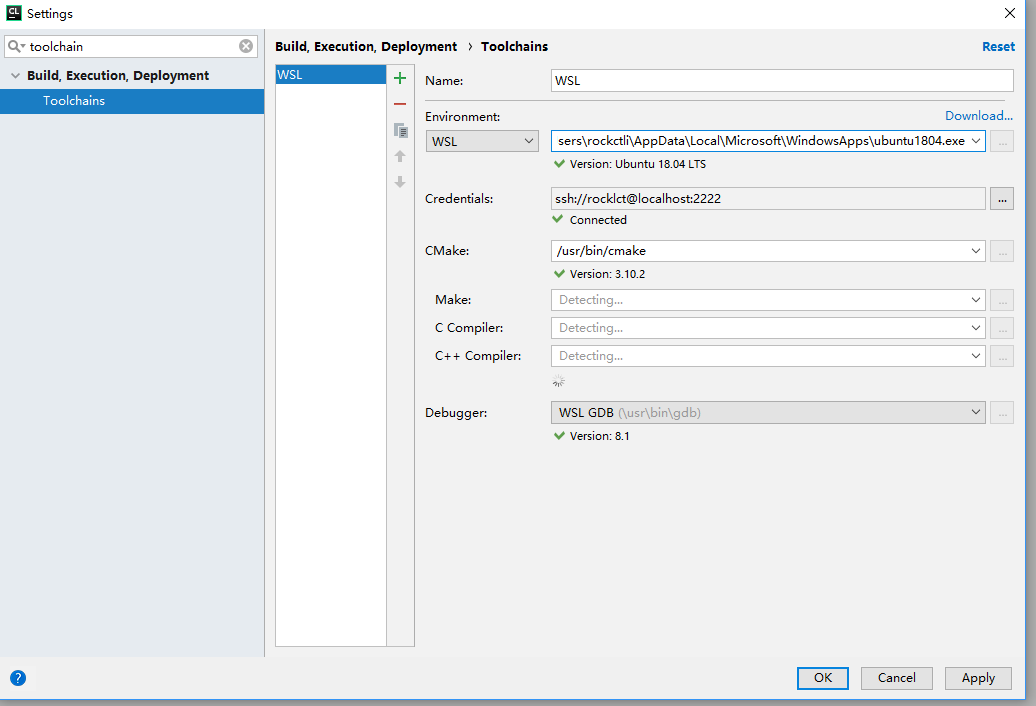 CL Settings
toolchain
Build, Execution, Deployment
Toolchains
Build, Execution, Deployment › Toolchains
Reset
WSL
Name: WSL
Environment: Download...
WSL sers\rockctli\AppData\Local\Microsoft\WindowsApps\ubuntu1804.exe ...
Version: Ubuntu 18.04 LTS
Credentials: ssh://rocklct@localhost:2222 ...
Connected
CMake: /usr/bin/cmake ...
Version: 3.10.2
Make: Detecting... ...
C Compiler: Detecting... ...
C++ Compiler: Detecting... ...
Debugger: WSL GDB (\usr\bin\gdb) ...
Version: 8.1
? OK Cancel Apply